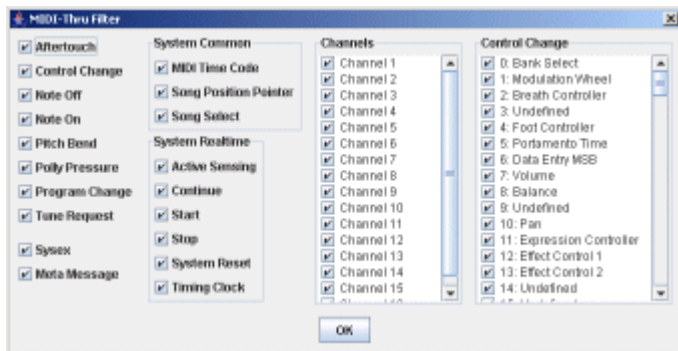 MIDI-Thru Filter
Aftertouch
Control Change
Note Off
Note On
Pitch Bend
Polly Pressure
Program Change
Tune Request
Sysex
Meta Message
System Common
MIDI Time Code
Song Position Pointer
Song Select
System Realtime
Active Sensing
Continue
Start
Stop
System Reset
Timing Clock
Channels
Channel 1
Channel 2
Channel 3
Channel 4
Channel 5
Channel 6
Channel 7
Channel 8
Channel 9
Channel 10
Channel 11
Channel 12
Channel 13
Channel 14
Channel 15
Control Change
0: Bank Select
1: Modulation Wheel
2: Breath Controller
3: Undefined
4: Foot Controller
5: Portamento Time
6: Data Entry MSB
7: Volume
8: Balance
9: Undefined
10: Pan
11: Expression Controller
12: Effect Control 1
13: Effect Control 2
14: Undefined
OK